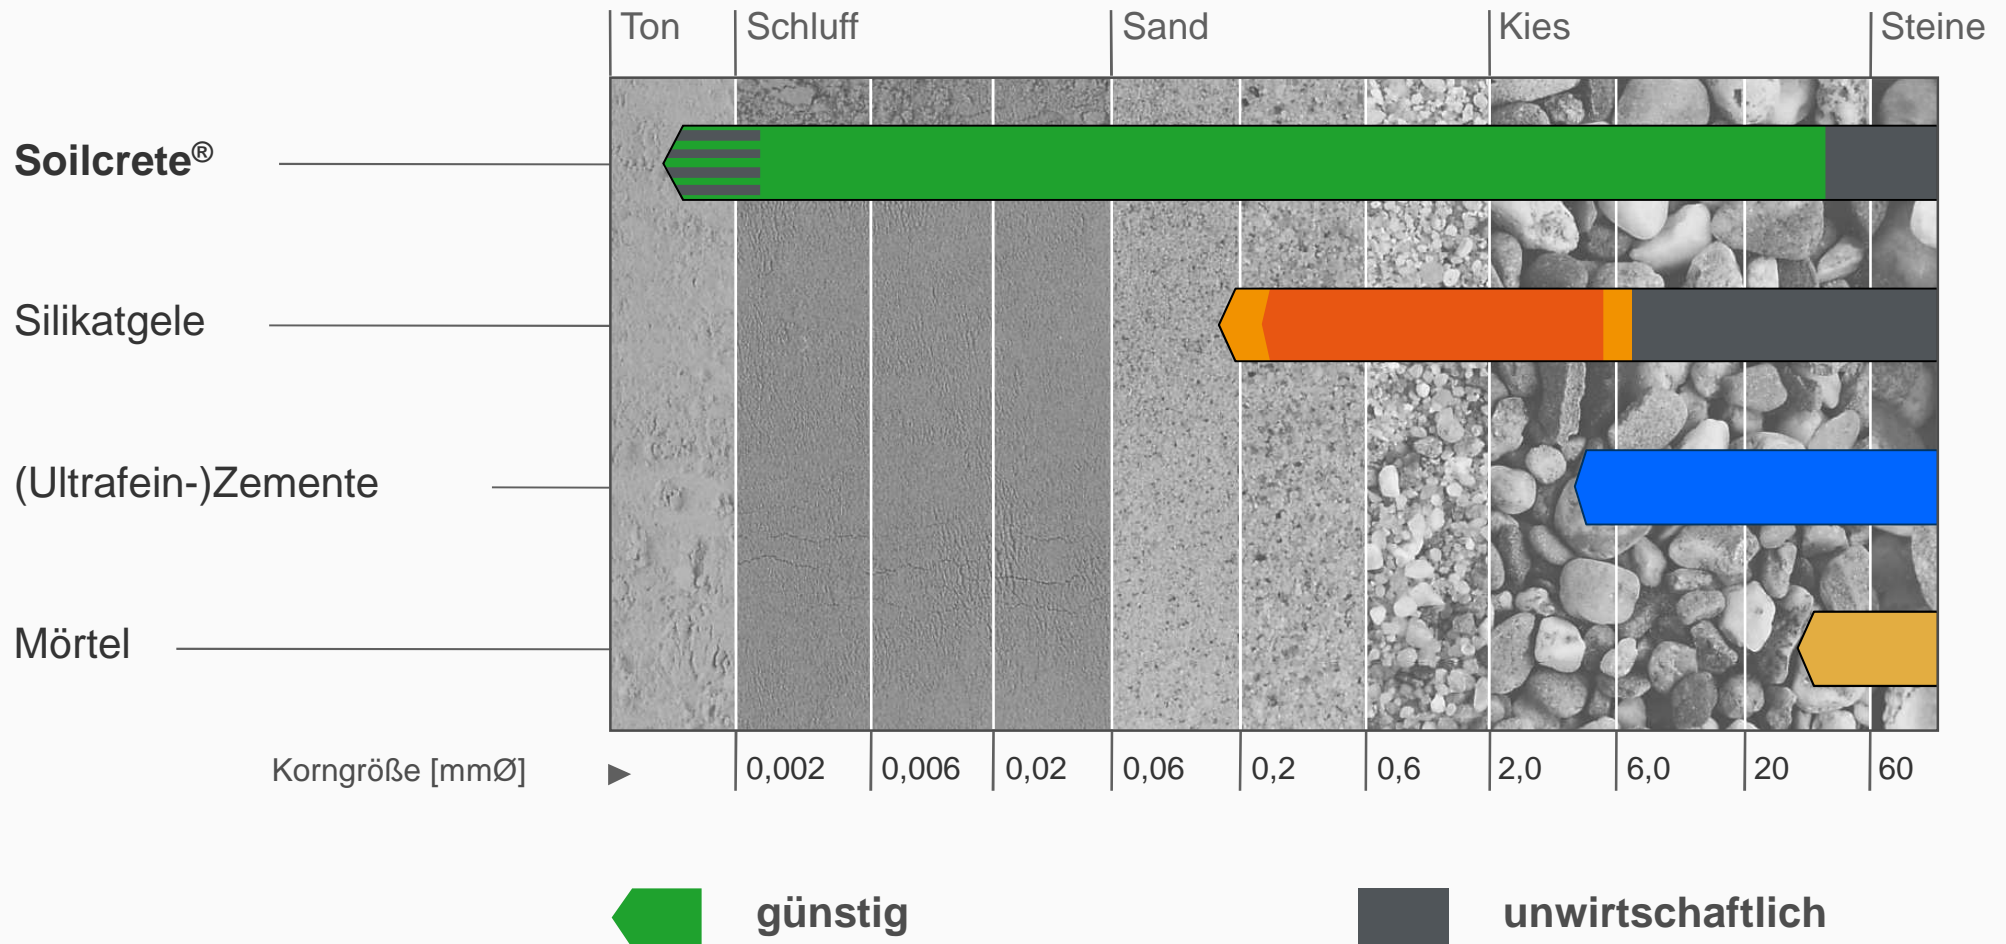 Ton Schluff Sand Kies Steine
Soilcrete®
Silikatgele
(Ultrafein-)Zemente
Mörtel
Korngröße [mmØ] ► 0,002 0,006 0,02 0,06 0,2 0,6 2,0 6,0 20 60
günstig unwirtschaftlich